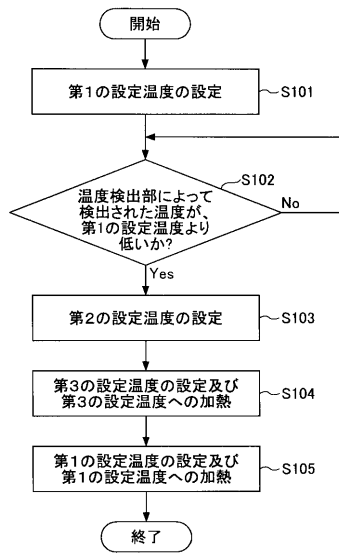 開始
第1の設定温度の設定
S101
S102
温度検出部によって
検出された温度が、
第1の設定温度より
低いか?
No
Yes
第2の設定温度の設定
S103
第3の設定温度の設定及び
第3の設定温度への加熱
S104
第1の設定温度の設定及び
第1の設定温度への加熱
S105
終了